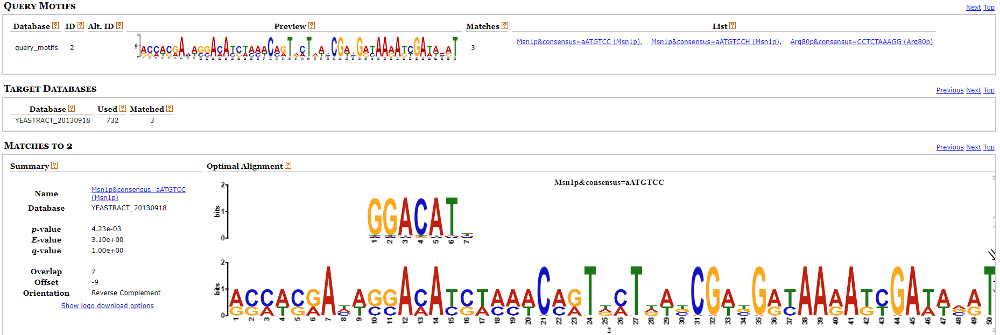 Query Motifs
Next Top
Database ? ID ? Alt. ID ? Preview ? Matches ? List ?
query_motifs 2 3 Msn1p&consensus=aATGTCC (Msn1p), Msn1p&consensus=aATGTCCH (Msn1p), Arg80p&consensus=CCTCTAAAGG (Arg80p)
Target Databases
Previous Next Top
Database ? Used ? Matched ?
YEASTRACT_20130918 732 3
Matches to 2
Previous Next Top
Summary ? Optimal Alignment ?
Name Msn1p&consensus=aATGTCC
(Msn1p)
Database YEASTRACT_20130918
p-value 4.23e-03
E-value 3.10e+00
q-value 1.00e+00
Overlap 7
Offset -9
Orientation Reverse Complement
Show logo download options
Msn1p&consensus=aATGTCC
2
bits
1
0
GGACAT
1 2 3 4 5 6 7
2
bits
1
0
1 2 3 4 5 6 7 8 9 10 11 12 13 14 15 16 17 18 19 20 21 22 23 24 25 26 27 28 29 30 31 32 33 34 35 36 37 38 39 40 41 42 43 44 45 46 47 48 49 50
2